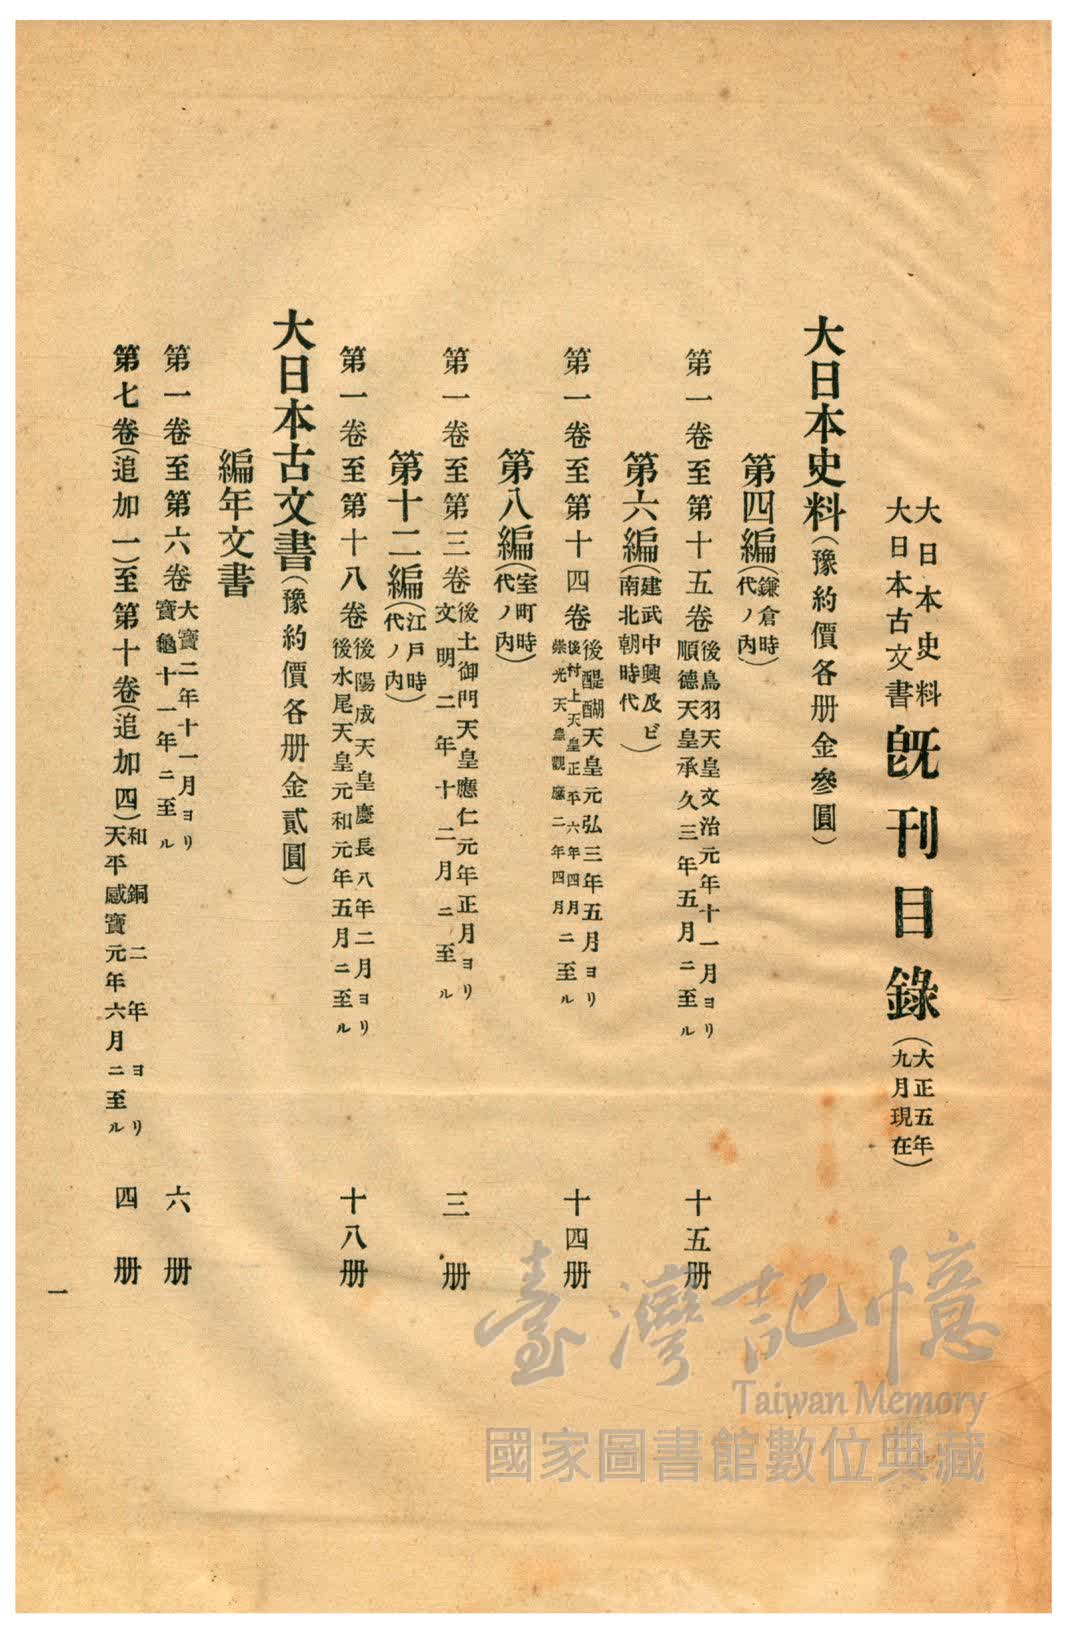 大日本史料
大日本古文書
既刊目錄
(大正五年
九月現在)
大日本史料(豫約價各册金參圓)
第四編(鎌倉時
代ノ內)
第一卷至第十五卷
後鳥羽天皇文治元年十一月ヨリ
順德天皇承久三年五月ニ至ル
十五册
第六編(建武中興及ビ
南北朝時代)
第一卷至第十四卷
後醍醐天皇元弘三年五月ヨリ
後村上天皇正平六年四月
崇光天皇觀應二年四月
ニ至ル
十四册
第八編(室町時
代ノ內)
第一卷至第三卷
後土御門天皇應仁元年正月ヨリ
文明二年十二月ニ至ル
三册
第十二編(江戶時
代ノ內)
第一卷至第十八卷
後陽成天皇慶長八年二月ヨリ
後水尾天皇元和元年五月ニ至ル
十八册
大日本古文書(豫約價各册金貳圓)
編年文書
第一卷至第六卷
大寶二年十一月ヨリ
寶龜十一年ニ至ル
六册
第七卷(追加一)至第十卷(追加四)
和銅二年ヨリ
天平感寶元年六月ニ至ル
四册
一
臺灣記憶
Taiwan Memory
國家圖書館數位典藏